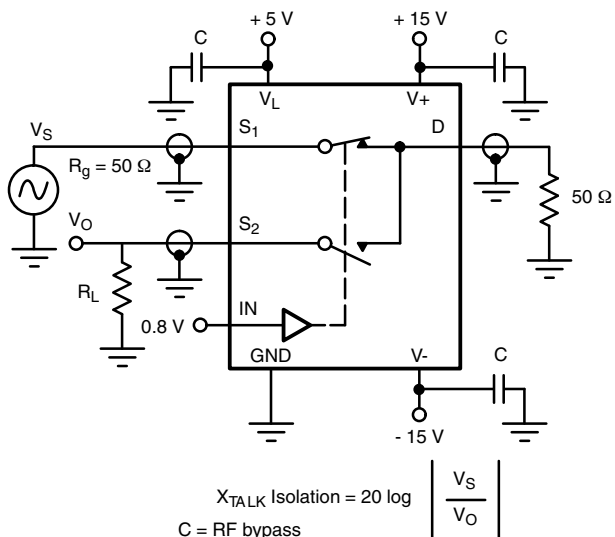 + 5 V
+ 15 V
C
C
VL
V+
VS
S1
D
Rg = 50 Ω
50 Ω
VO
S2
RL
IN
0.8 V
GND
V-
C
- 15 V
XTALK Isolation = 20 log | VS / VO |
C = RF bypass